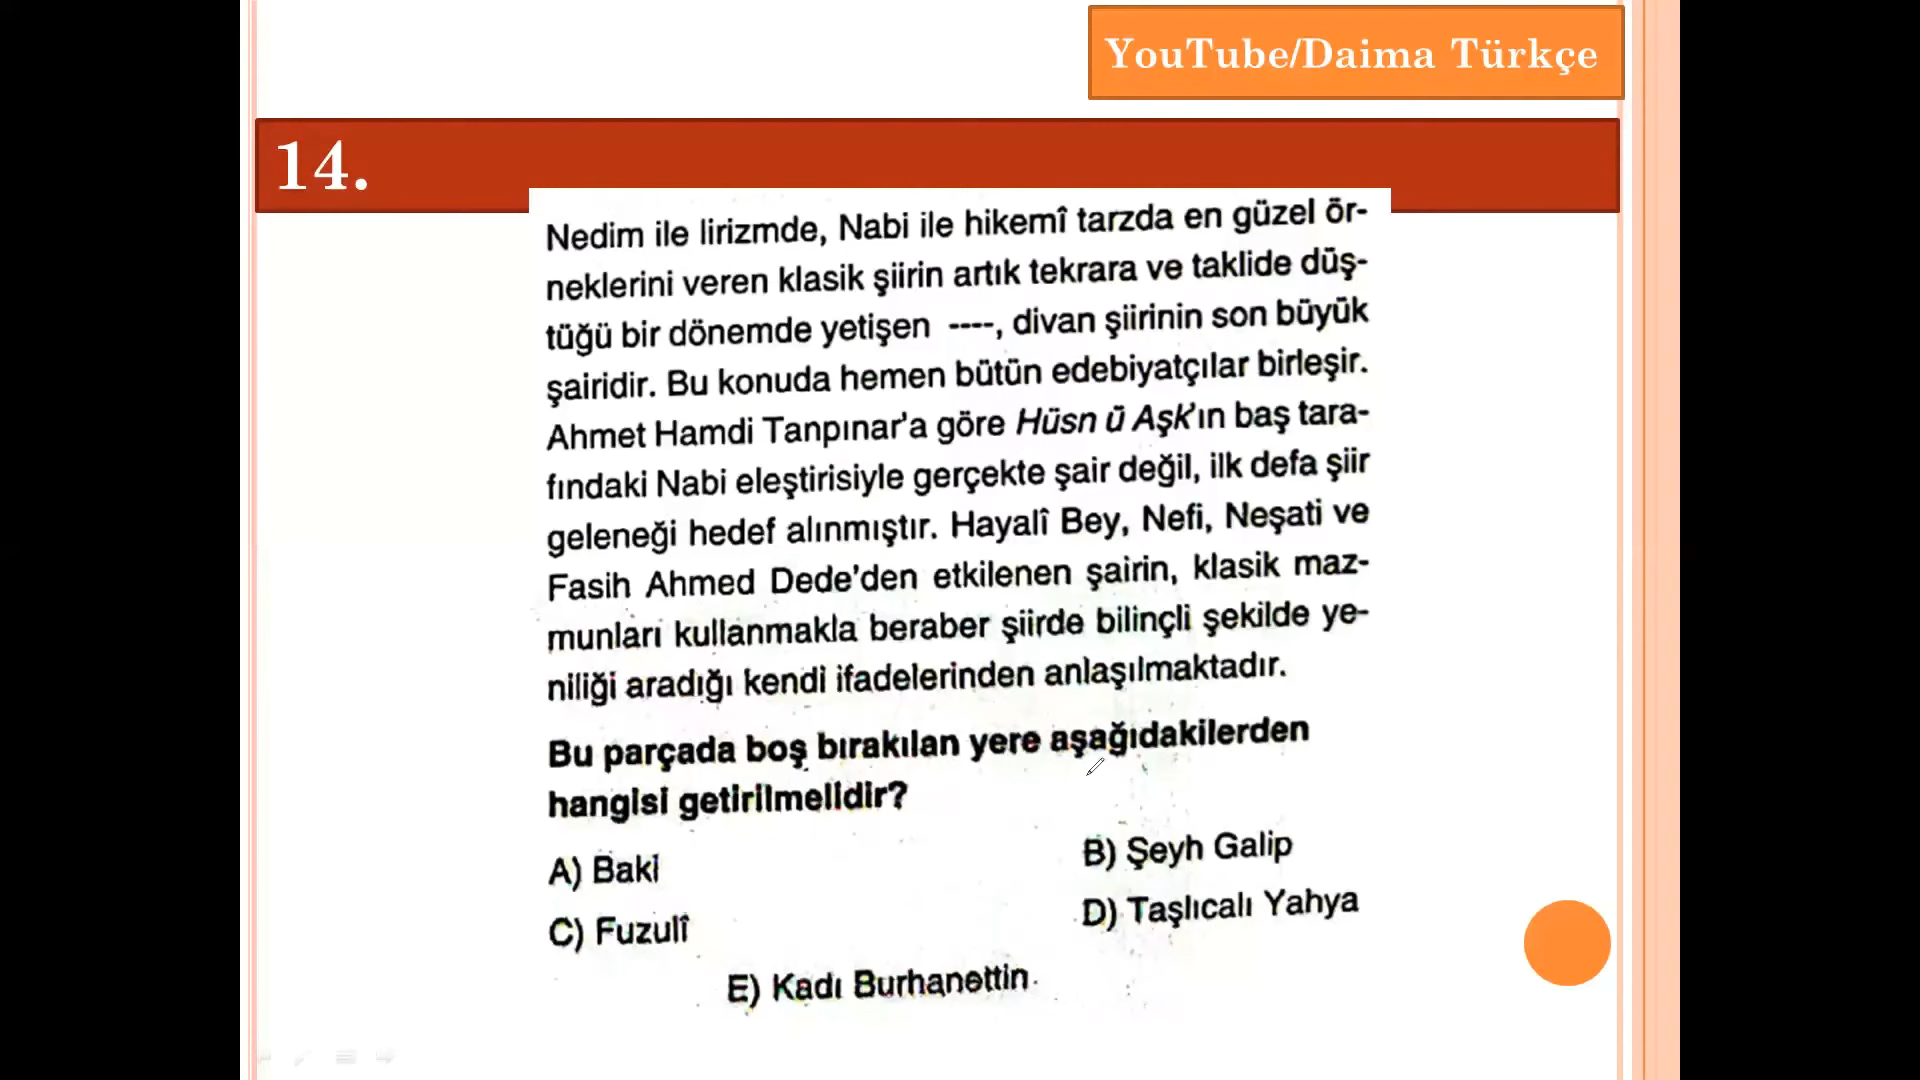 YouTube/Daima Türkçe
14.
Nedim ile lirizmde, Nabi ile hikemî tarzda en güzel ör-
neklerini veren klasik şiirin artık tekrara ve taklide düş-
tüğü bir dönemde yetişen ----, divan şiirinin son büyük
şairidir. Bu konuda hemen bütün edebiyatçılar birleşir.
Ahmet Hamdi Tanpınar'a göre Hüsn ü Aşk'ın baş tara-
fındaki Nabi eleştirisiyle gerçekte şair değil, ilk defa şiir
geleneği hedef alınmıştır. Hayalî Bey, Nefi, Neşati ve
Fasih Ahmed Dede'den etkilenen şairin, klasik maz-
munları kullanmakla beraber şiirde bilinçli şekilde ye-
niliği aradığı kendi ifadelerinden anlaşılmaktadır.
Bu parçada boş bırakılan yere aşağıdakilerden
hangisi getirilmelidir?
A) Baki
B) Şeyh Galip
C) Fuzulî
D) Taşlıcalı Yahya
E) Kadı Burhanettin